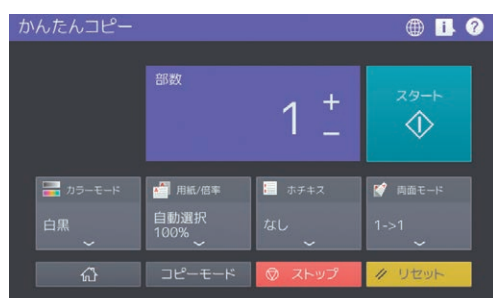 かんたんコピー
部数
1
+
-
スタート
カラーモード
白黒
用紙/倍率
自動選択
100%
ホチキス
なし
両面モード
1->1
コピーモード
ストップ
リセット